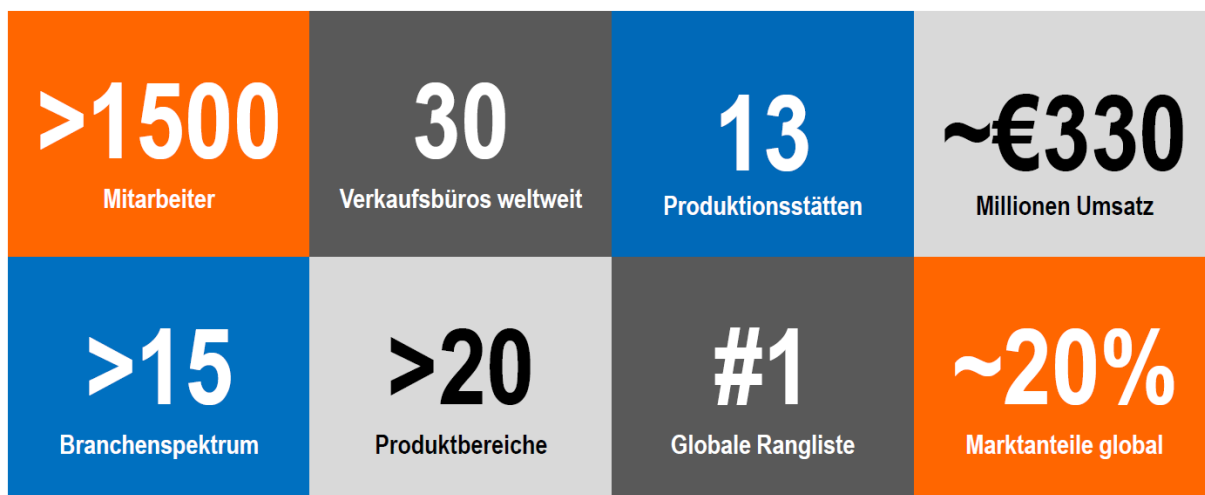 >1500
Mitarbeiter
30
Verkaufsbüros weltweit
13
Produktionsstätten
~€330
Millionen Umsatz
>15
Branchenspektrum
>20
Produktbereiche
#1
Globale Rangliste
~20%
Marktanteile global